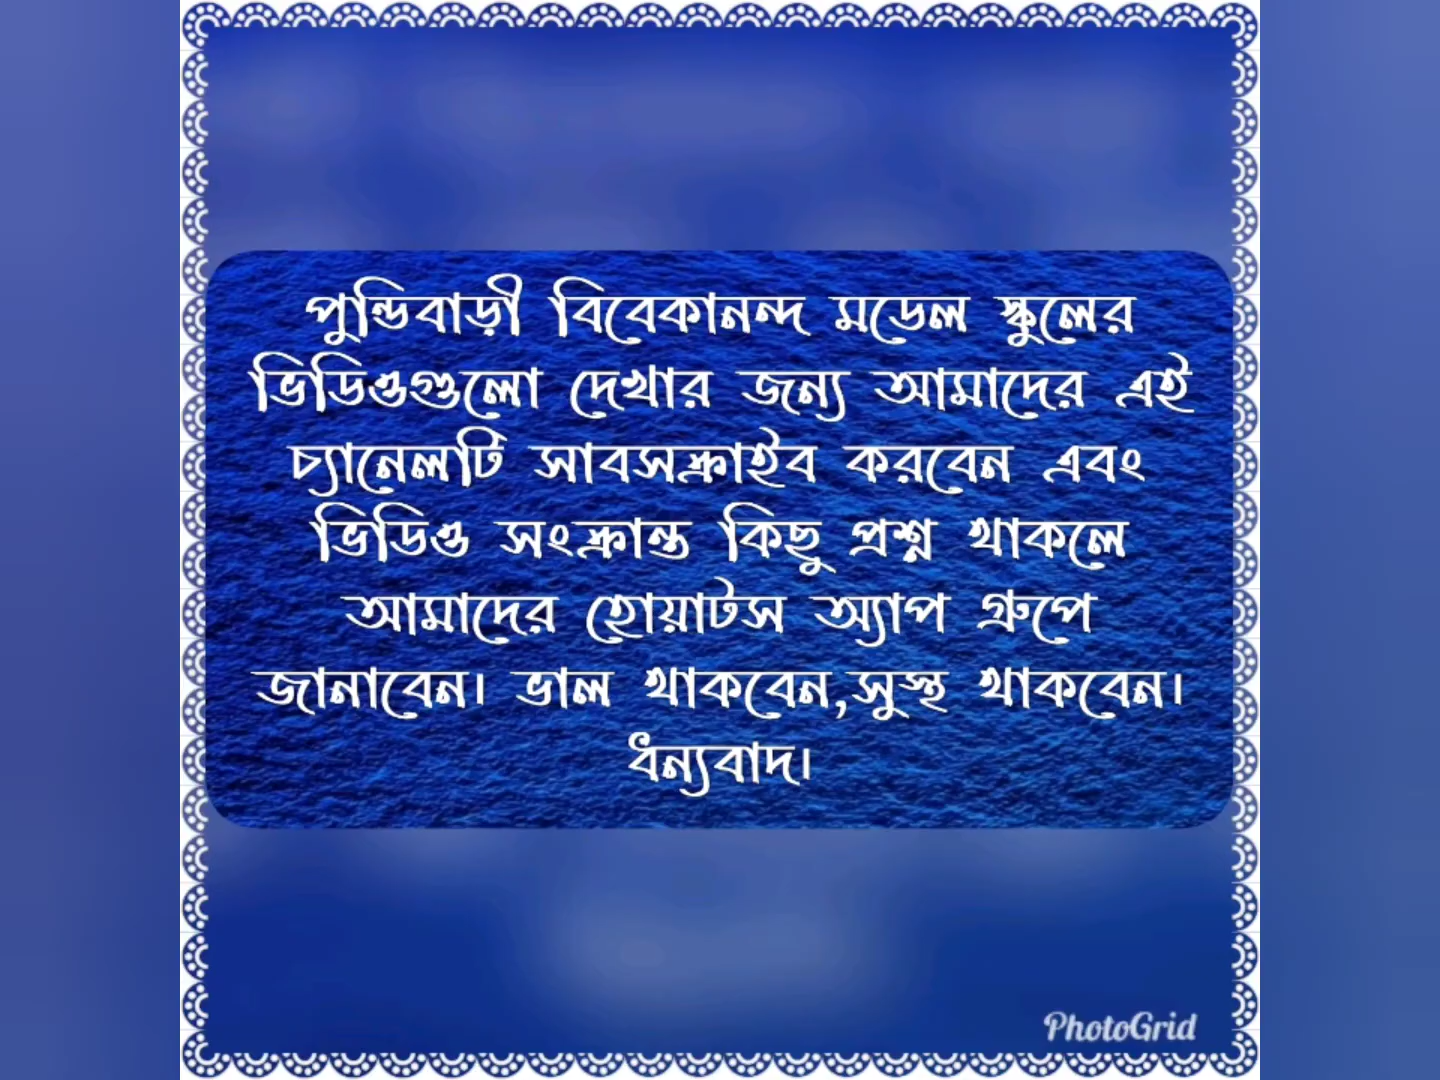 পুন্ডিবাড়ী বিবেকানন্দ মডেল স্কুলের
ভিডিওগুলো দেখার জন্য আমাদের এই
চ্যানেলটি সাবসক্রাইব করবেন এবং
ভিডিও সংক্রান্ত কিছু প্রশ্ন থাকলে
আমাদের হোয়াটস অ্যাপ গ্রুপে
জানাবেন। ভাল থাকবেন,সুস্থ থাকবেন।
ধন্যবাদ।
PhotoGrid